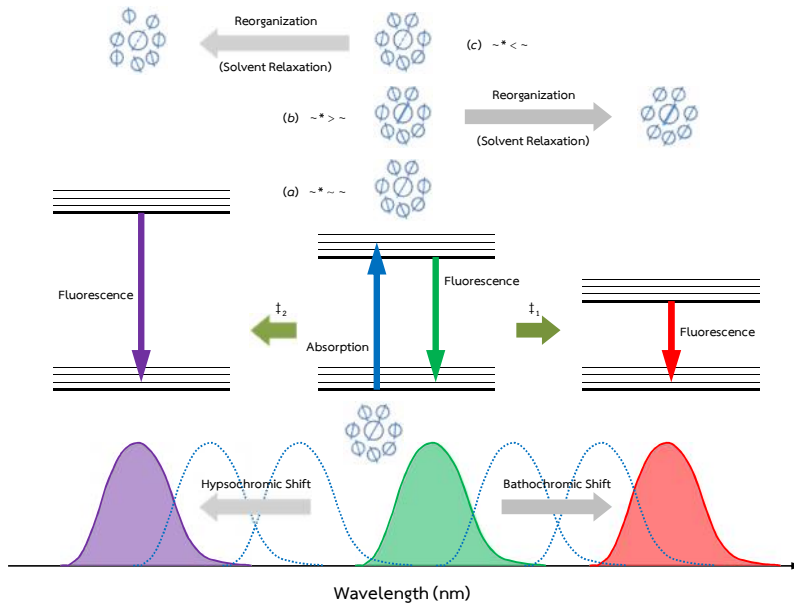 Reorganization
(Solvent Relaxation)
(c) ~* < ~
(b) ~* > ~
Reorganization
(Solvent Relaxation)
(a) ~* ~ ~
Fluorescence
Fluorescence
‡2
‡1
Absorption
Fluorescence
Hypsochromic Shift
Bathochromic Shift
Wavelength (nm)